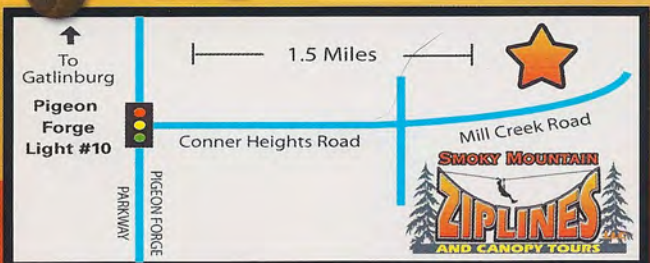 To
Gatlinburg
1.5 Miles
Pigeon
Forge
Light #10
Conner Heights Road
Mill Creek Road
PIGEON FORGE
PARKWAY
SMOKY MOUNTAIN
ZIPLINES
AND CANOPY TOURS